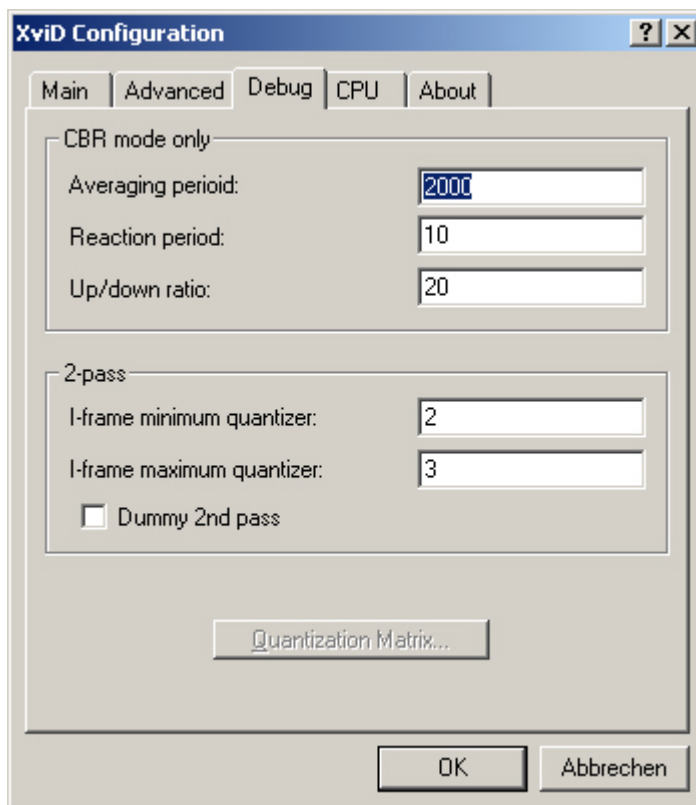 XviD Configuration
Main Advanced Debug CPU About
CBR mode only
Averaging perioid: 2000
Reaction period: 10
Up/down ratio: 20
2-pass
I-frame minimum quantizer: 2
I-frame maximum quantizer: 3
Dummy 2nd pass
Quantization Matrix...
OK Abbrechen